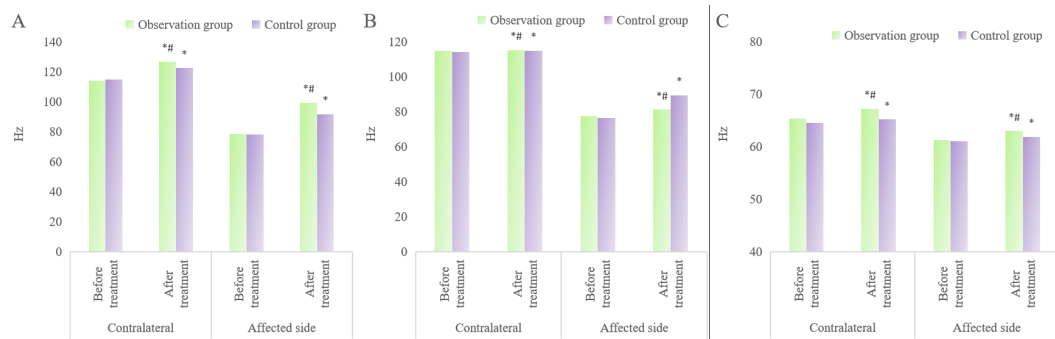 A
Observation group Control group
140
120
100
80
60
40
20
0
Hz
*# *
*# *
Before treatment
After treatment
Before treatment
After treatment
Contralateral Affected side
B
Observation group Control group
120
100
80
60
40
20
0
Hz
*# *
*# *
Before treatment
After treatment
Before treatment
After treatment
Contralateral Affected side
C
Observation group Control group
80
70
60
50
40
Hz
*# *
*# *
Before treatment
After treatment
Before treatment
After treatment
Contralateral Affected side